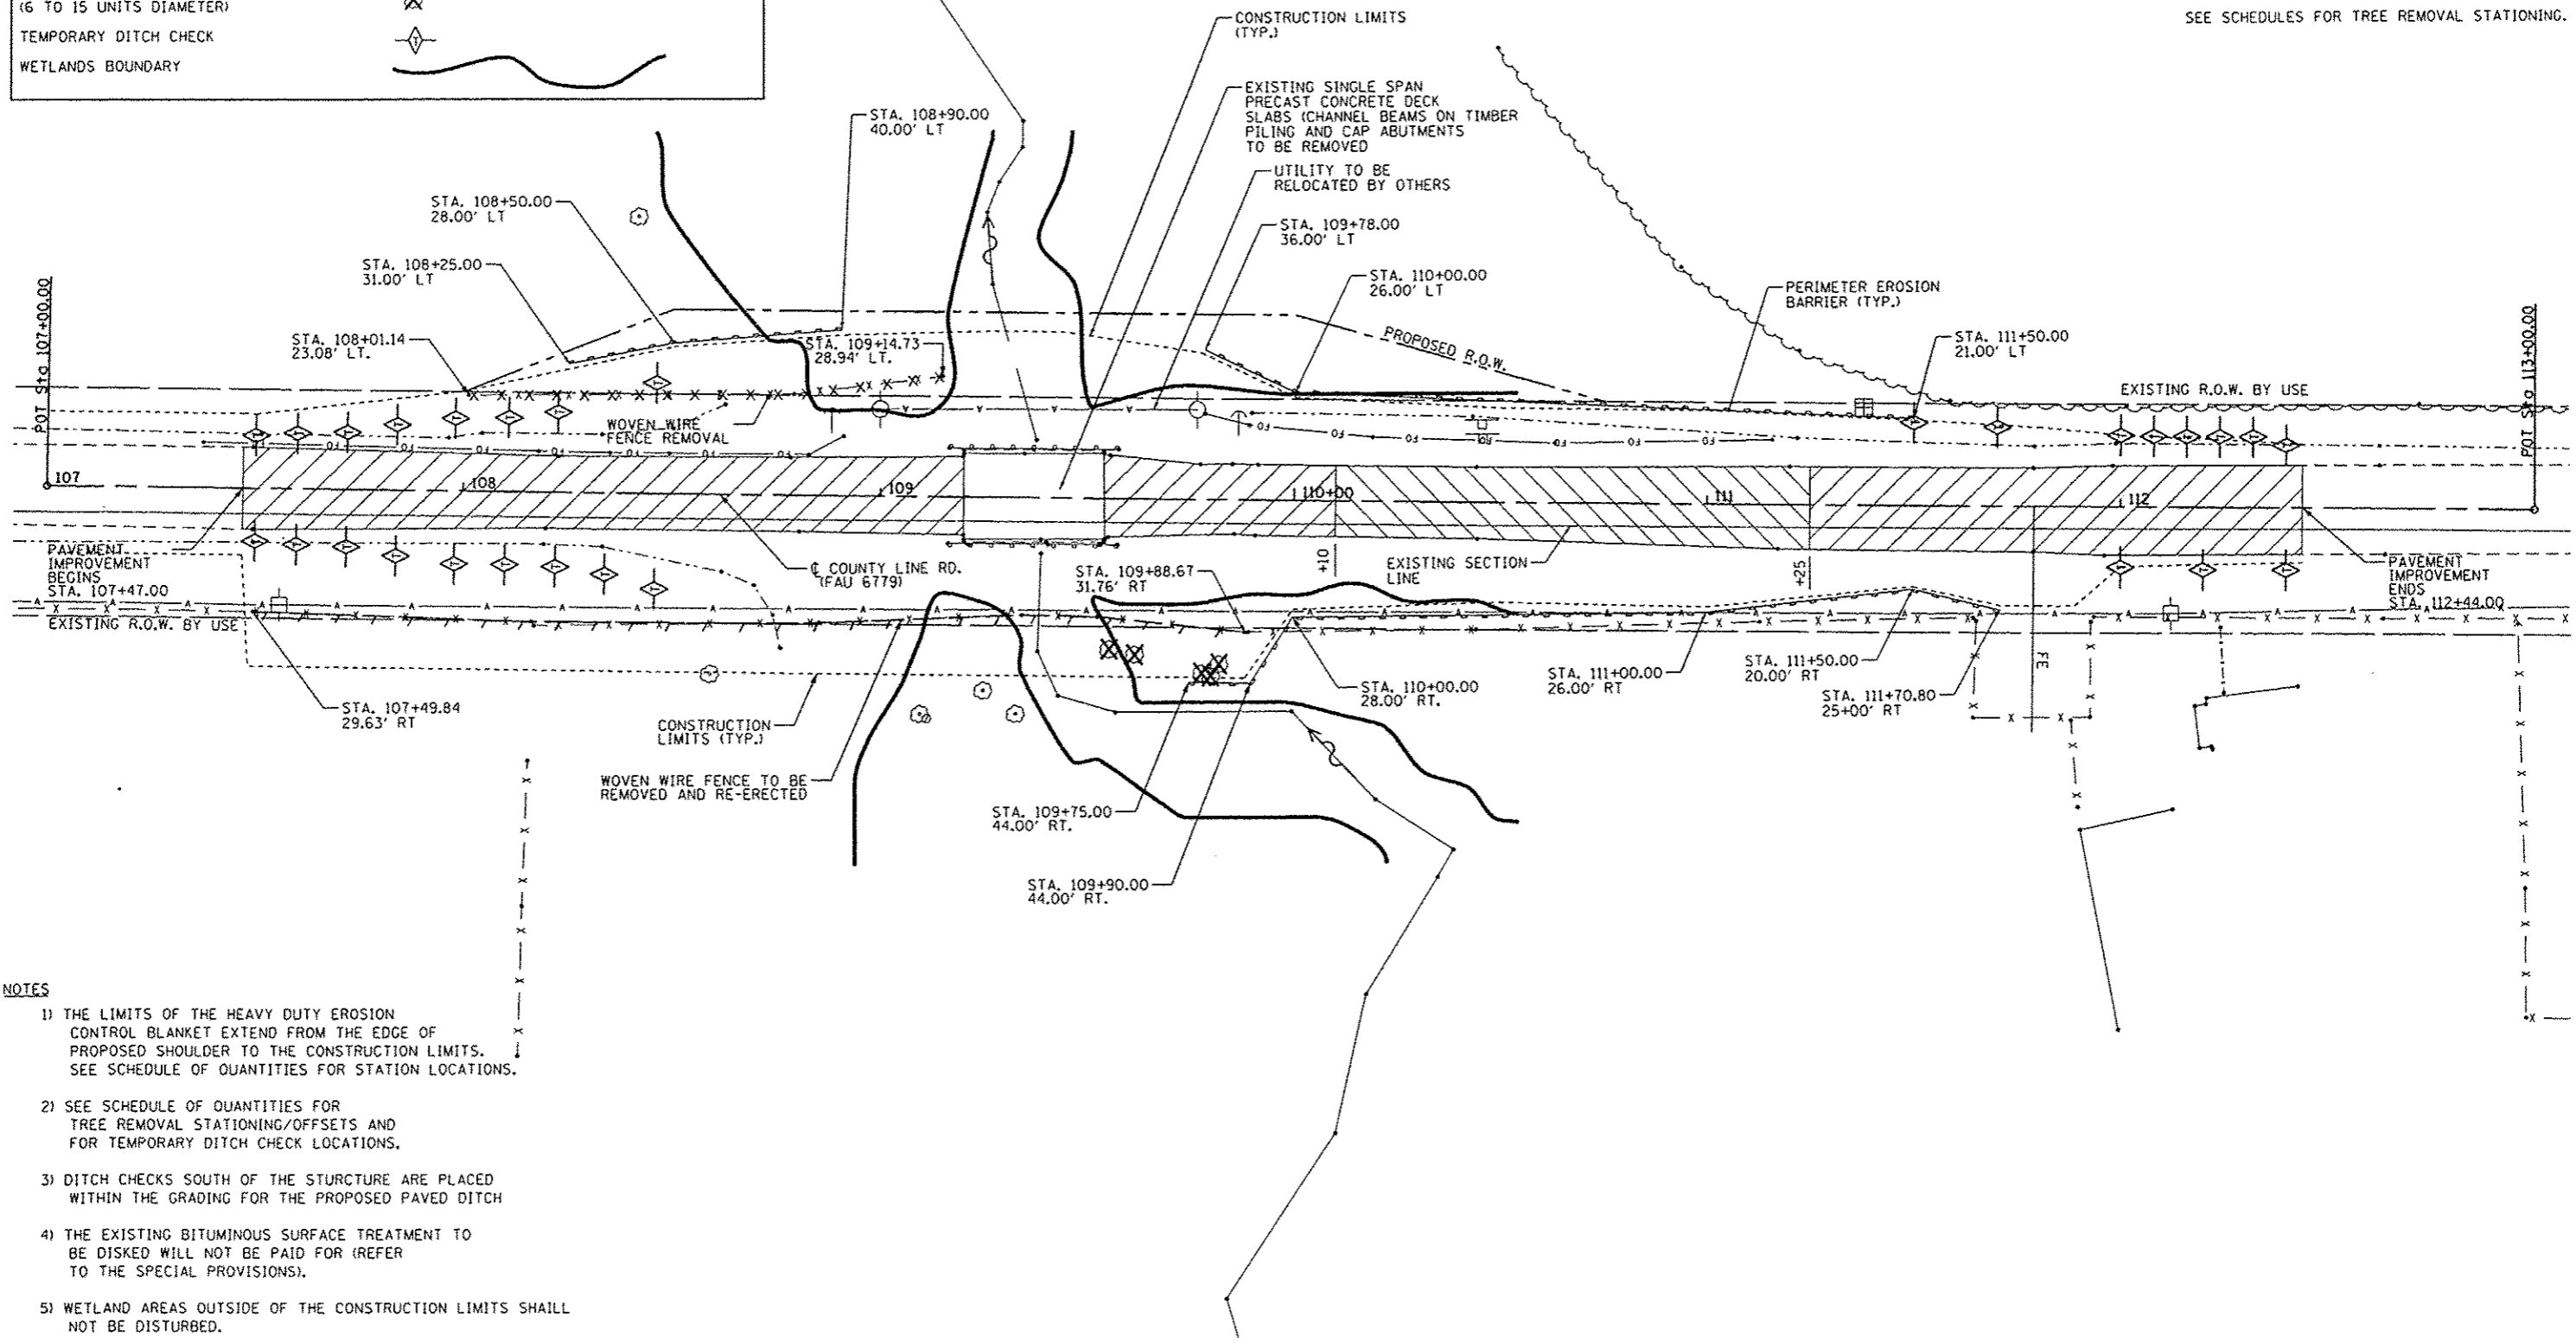 (6 TO 15 UNITS DIAMETER)
TEMPORARY DITCH CHECK
T
WETLANDS BOUNDARY
SEE SCHEDULES FOR TREE REMOVAL STATIONING.
CONSTRUCTION LIMITS
(TYP.)
EXISTING SINGLE SPAN
PRECAST CONCRETE DECK
SLABS (CHANNEL BEAMS ON TIMBER
PILING AND CAP ABUTMENTS
TO BE REMOVED
UTILITY TO BE
RELOCATED BY OTHERS
STA. 108+90.00
40.00' LT
STA. 108+50.00
28.00' LT
STA. 108+25.00
31.00' LT
STA. 108+01.14
23.08' LT.
STA. 109+14.73
28.94' LT.
STA. 109+78.00
36.00' LT
STA. 110+00.00
26.00' LT
PROPOSED R.O.W.
PERIMETER EROSION
BARRIER (TYP.)
STA. 111+50.00
21.00' LT
EXISTING R.O.W. BY USE
POT Sta 107+00.00
POT Sta 113+00.00
WOVEN WIRE
FENCE REMOVAL
107
108
109
110+00
111
112
+10
+25
PAVEMENT
IMPROVEMENT
BEGINS
STA. 107+47.00
EXISTING R.O.W. BY USE
℄ COUNTY LINE RD.
(FAU 6779)
STA. 109+88.67
31.76' RT
EXISTING SECTION
LINE
PAVEMENT
IMPROVEMENT
ENDS
STA. 112+44.00
FE
STA. 107+49.84
29.63' RT
CONSTRUCTION
LIMITS (TYP.)
WOVEN WIRE FENCE TO BE
REMOVED AND RE-ERECTED
STA. 109+75.00
44.00' RT.
STA. 109+90.00
44.00' RT.
STA. 110+00.00
28.00' RT.
STA. 111+00.00
26.00' RT
STA. 111+50.00
20.00' RT
STA. 111+70.80
25+00' RT
NOTES
1) THE LIMITS OF THE HEAVY DUTY EROSION
CONTROL BLANKET EXTEND FROM THE EDGE OF
PROPOSED SHOULDER TO THE CONSTRUCTION LIMITS.
SEE SCHEDULE OF QUANTITIES FOR STATION LOCATIONS.
2) SEE SCHEDULE OF QUANTITIES FOR
TREE REMOVAL STATIONING/OFFSETS AND
FOR TEMPORARY DITCH CHECK LOCATIONS.
3) DITCH CHECKS SOUTH OF THE STURCTURE ARE PLACED
WITHIN THE GRADING FOR THE PROPOSED PAVED DITCH
4) THE EXISTING BITUMINOUS SURFACE TREATMENT TO
BE DISKED WILL NOT BE PAID FOR (REFER
TO THE SPECIAL PROVISIONS).
5) WETLAND AREAS OUTSIDE OF THE CONSTRUCTION LIMITS SHAILL
NOT BE DISTURBED.